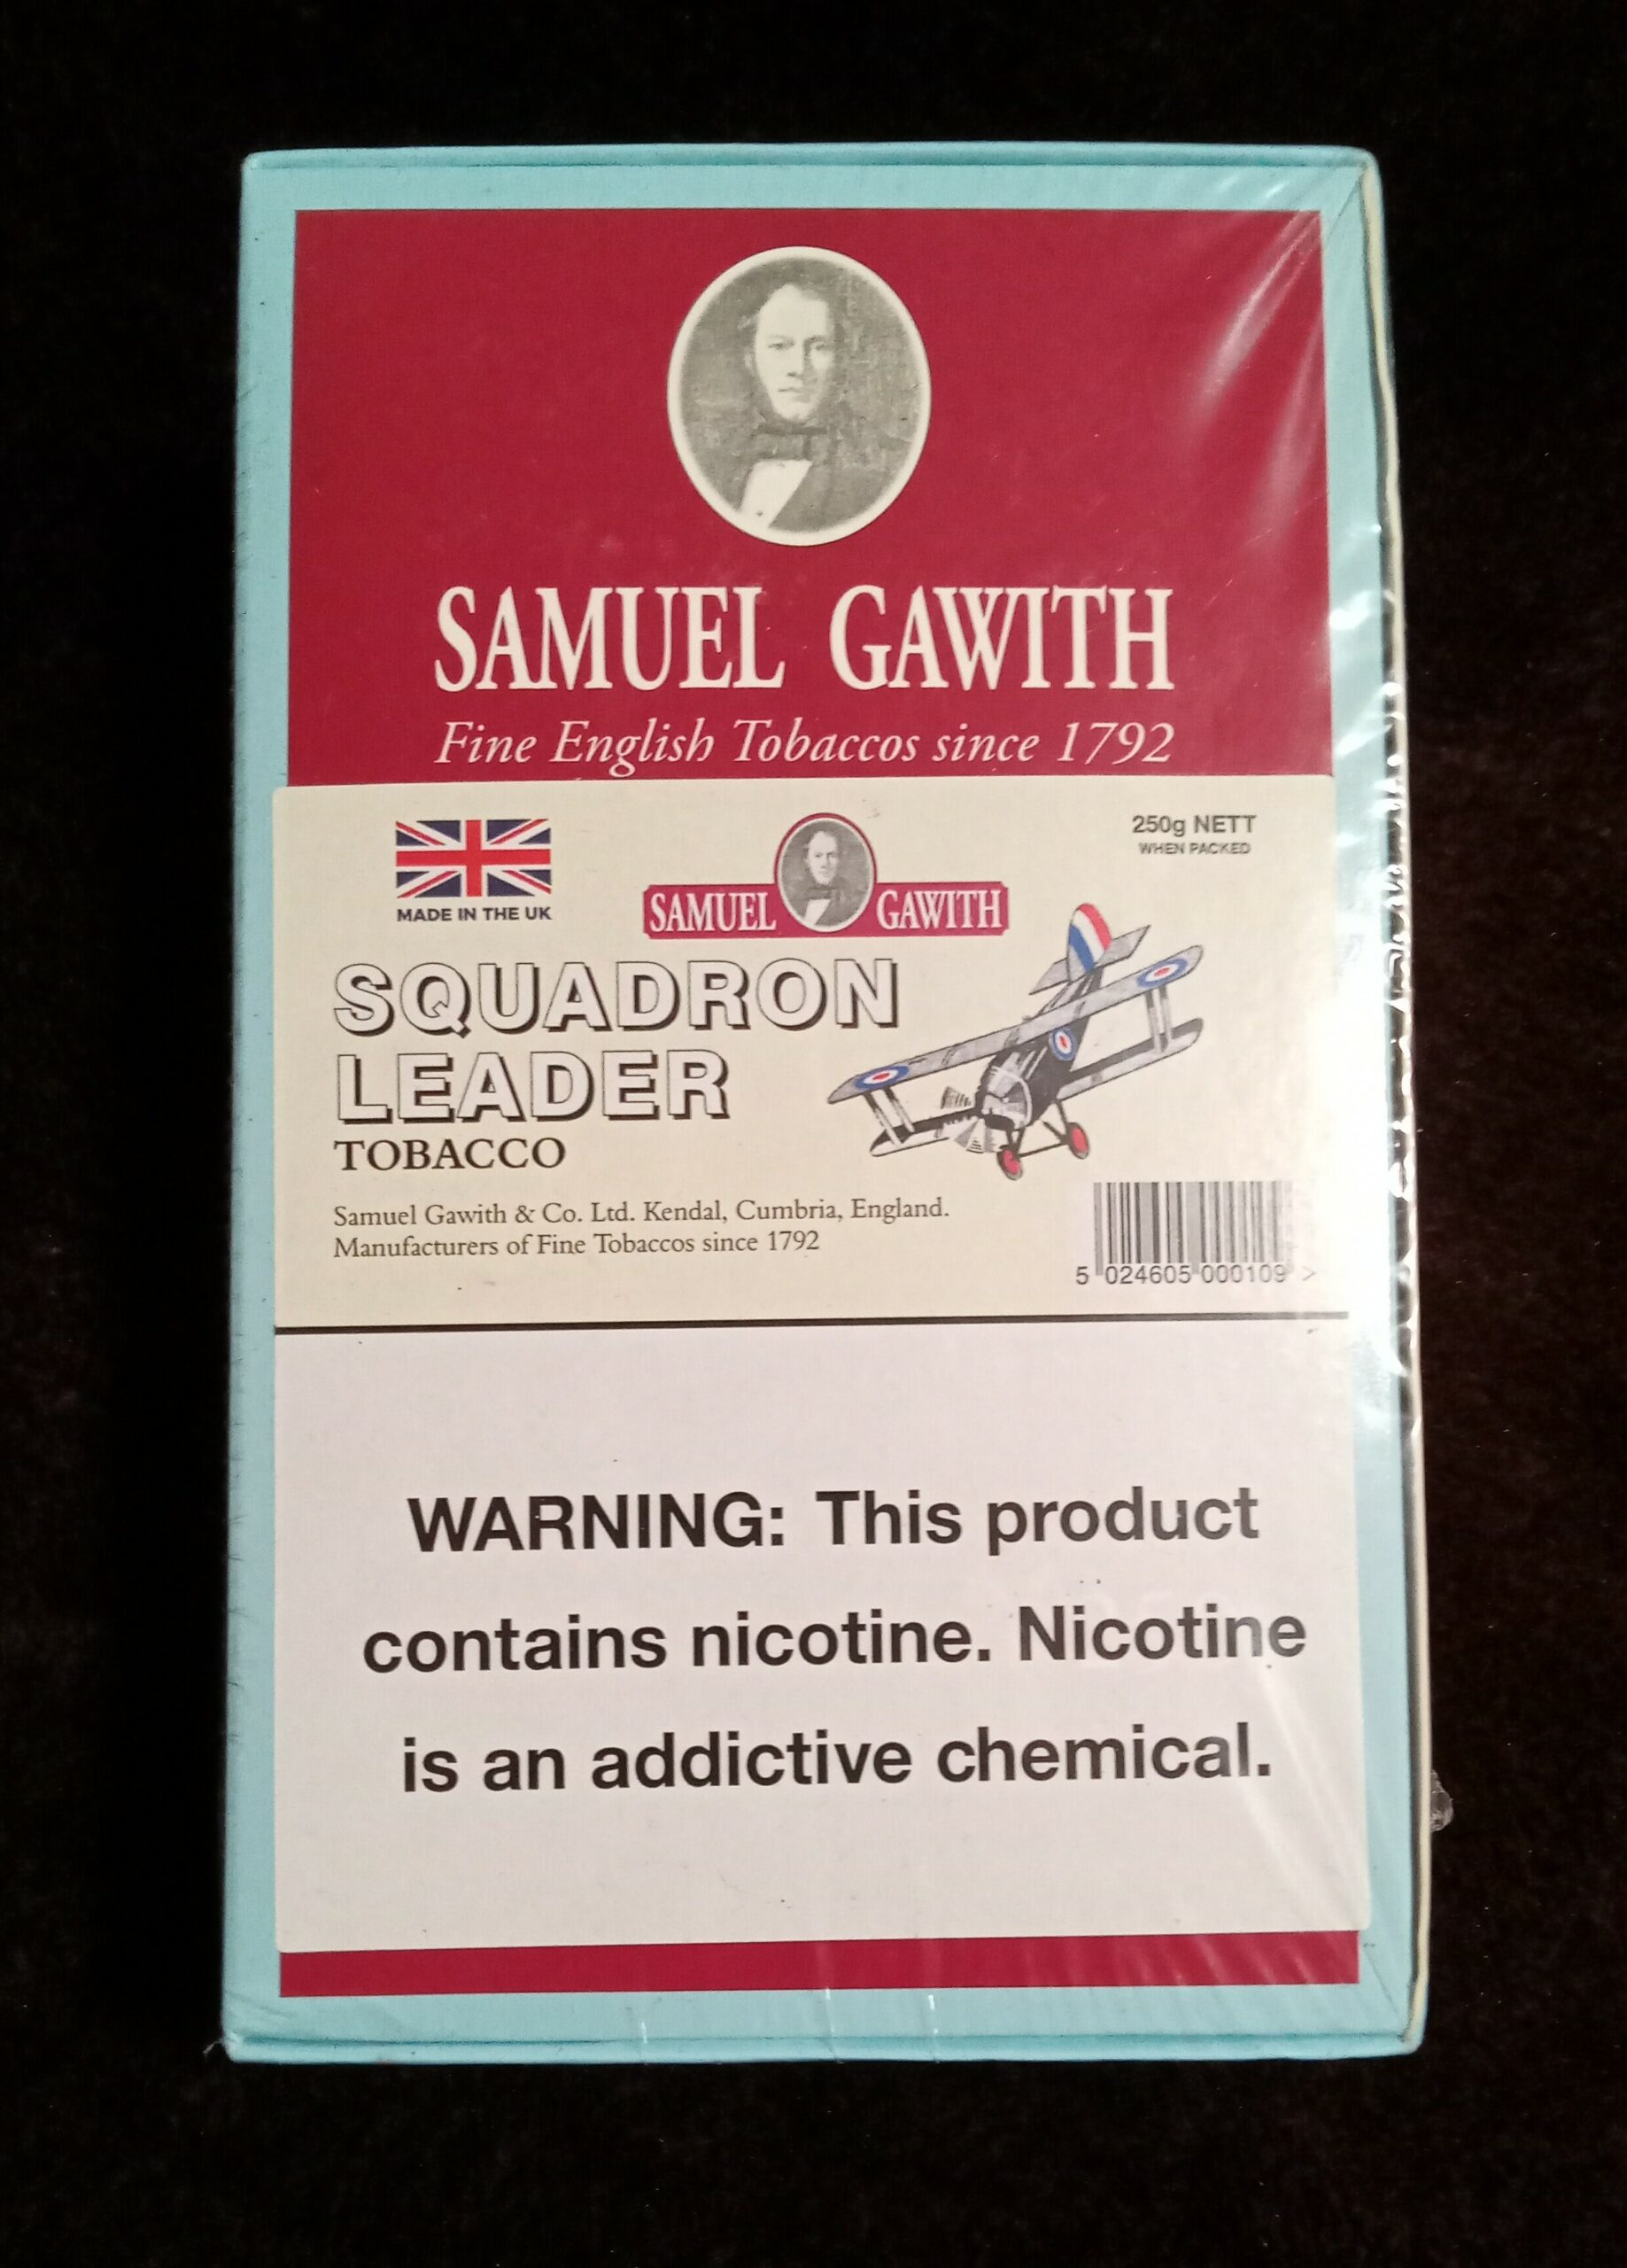 SAMUEL GAWITH
Fine English Tobaccos since 1792
MADE IN THE UK
SAMUEL GAWITH
250g NETT
WHEN PACKED
SQUADRON
LEADER
TOBACCO
Samuel Gawith & Co. Ltd. Kendal, Cumbria, England.
Manufacturers of Fine Tobaccos since 1792
5 024605 000109 >
WARNING: This product
contains nicotine. Nicotine
is an addictive chemical.